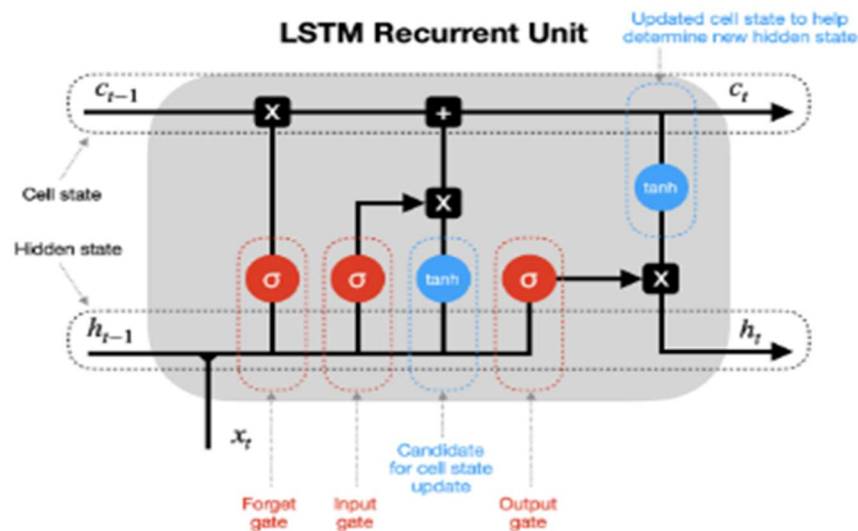 Updated cell state to help
determine new hidden state
LSTM Recurrent Unit
c_{t-1}
c_t
X
+
Cell state
tanh
X
Hidden state
σ
σ
tanh
σ
X
h_{t-1}
h_t
x_t
Candidate
for cell state
update
Forget
gate
Input
gate
Output
gate